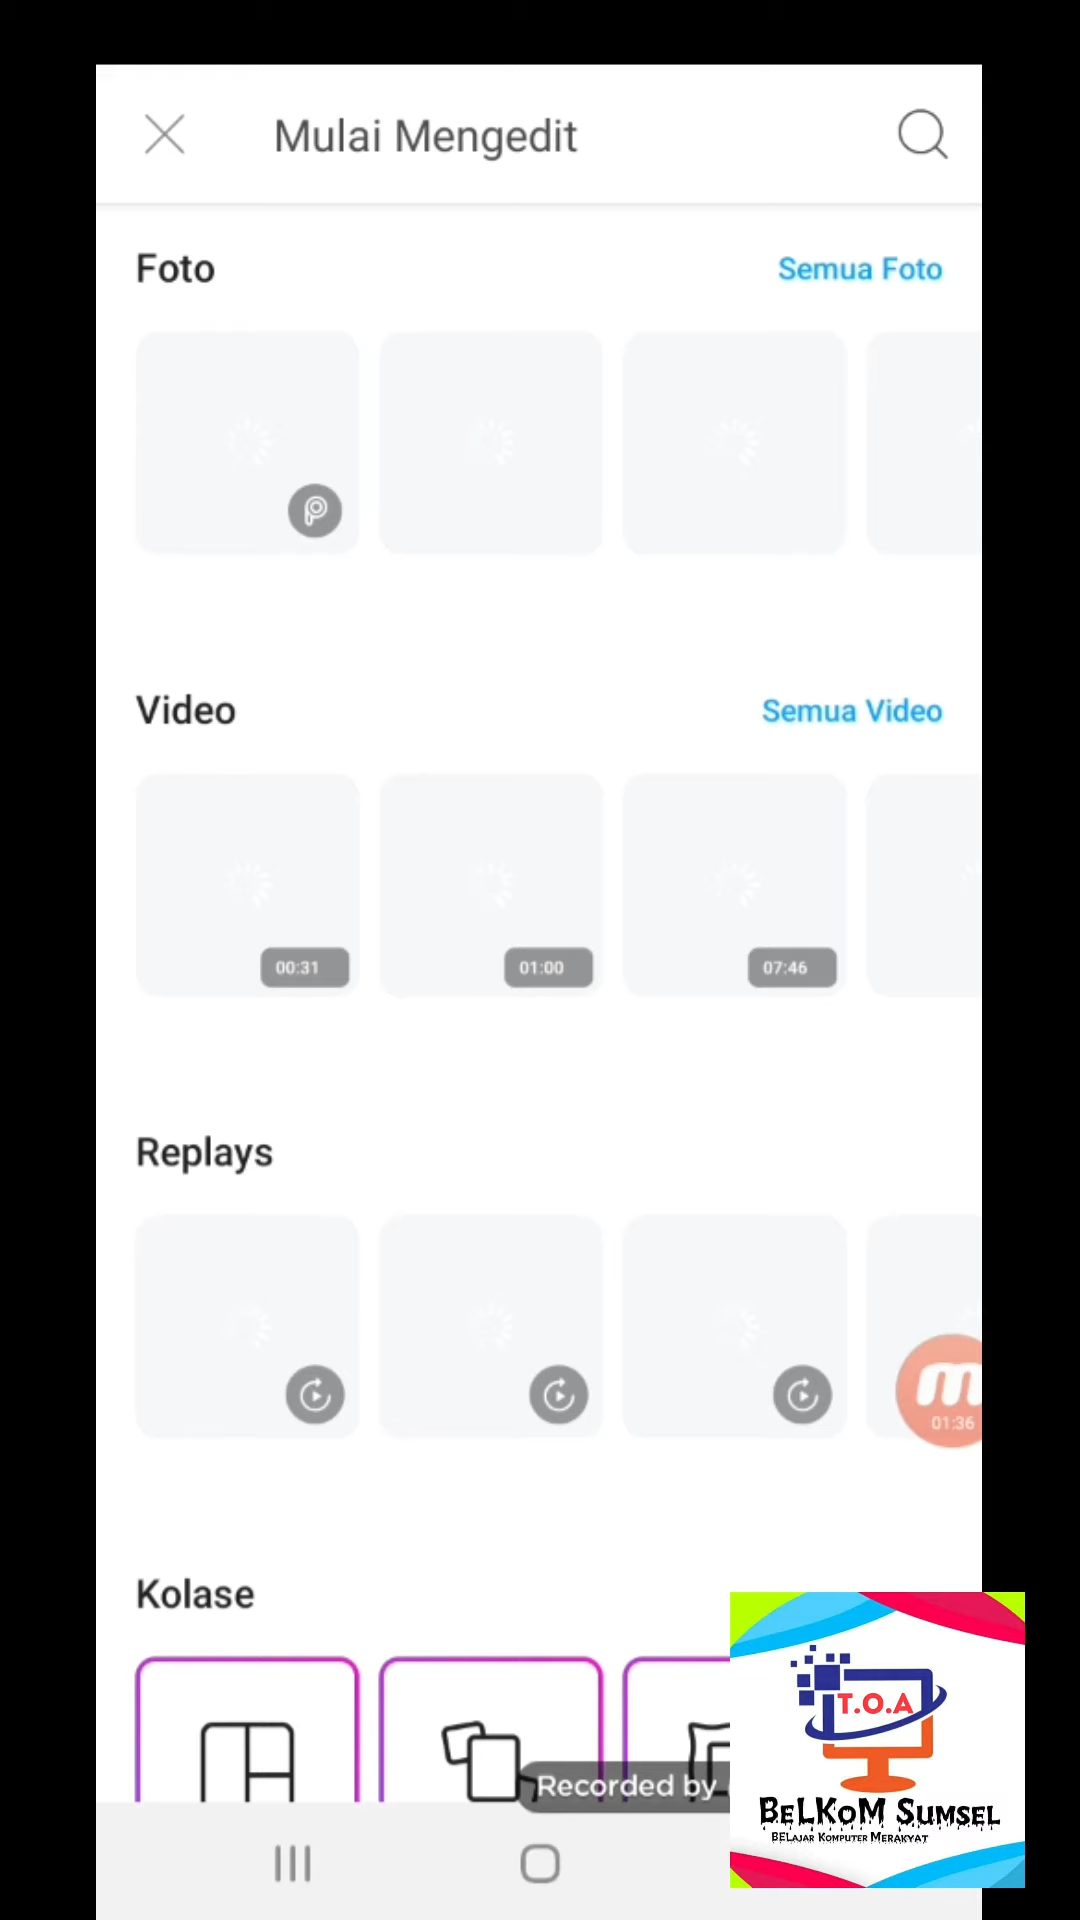 Mulai Mengedit
Foto
Semua Foto
Video
Semua Video
00:31
01:00
07:46
Replays
01:36
Kolase
Recorded by
T.O.A
BeLKoM Sumsel
BELajar Komputer Merakyat